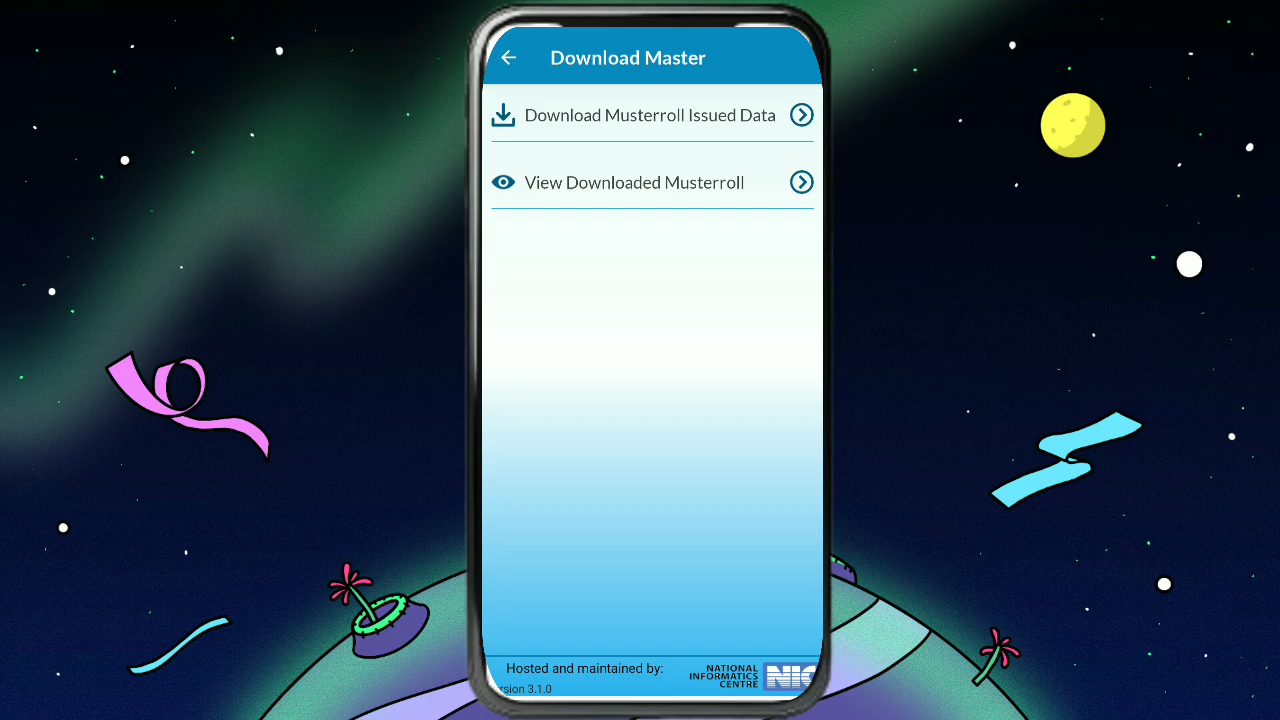 Download Master
Download Musterroll Issued Data
View Downloaded Musterroll
Hosted and maintained by:
NATIONAL
INFORMATICS
CENTRE
NIC
rsion 3.1.0